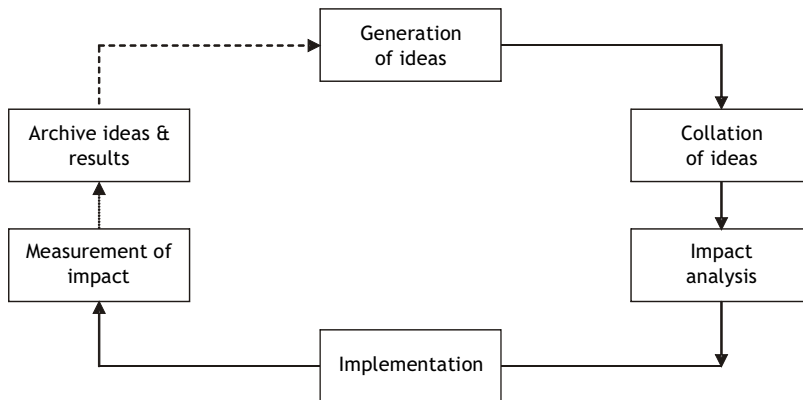 Generation
of ideas
Archive ideas &
results
Collation
of ideas
Measurement of
impact
Impact
analysis
Implementation